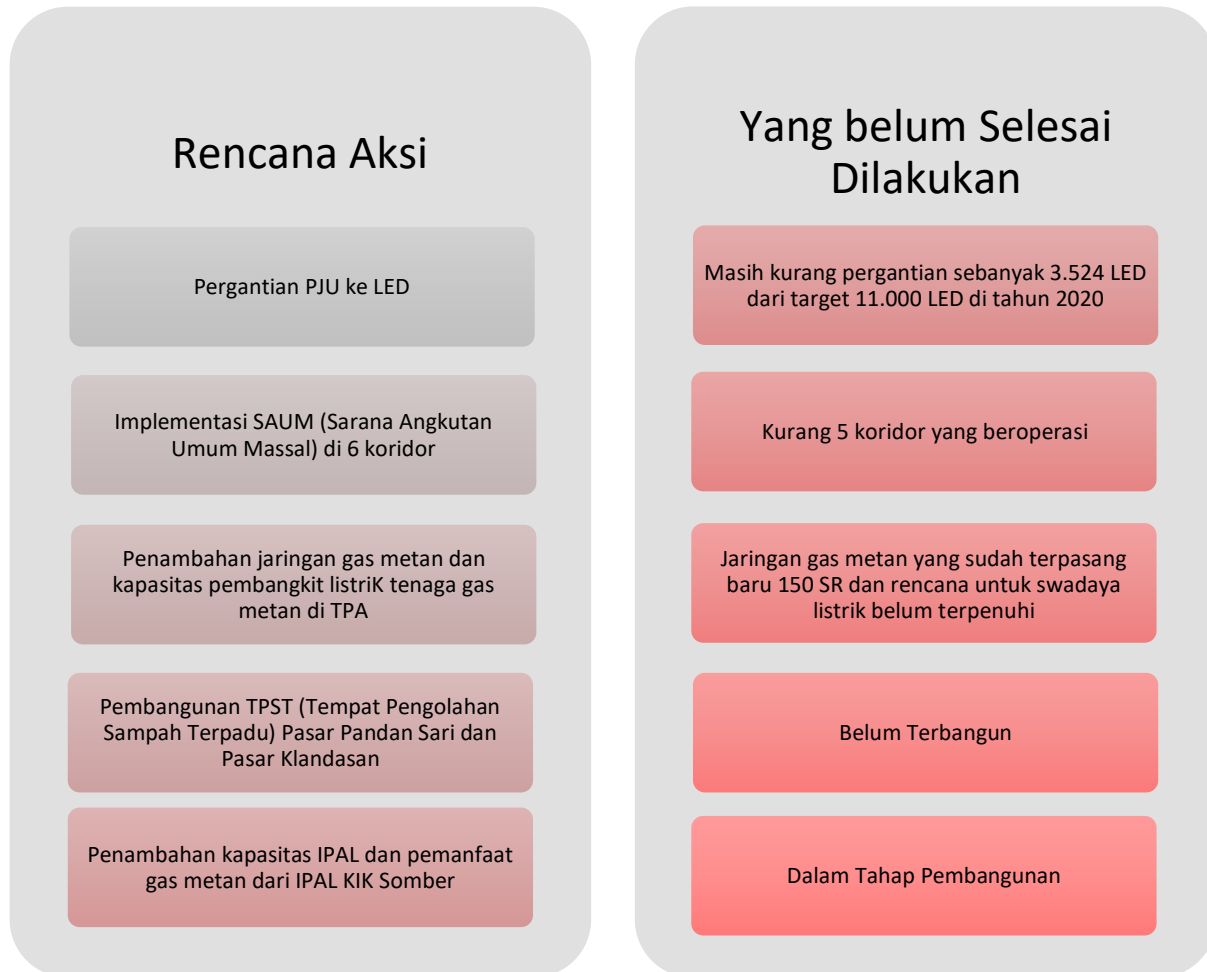 Rencana Aksi
Pergantian PJU ke LED
Implementasi SAUM (Sarana Angkutan
Umum Massal) di 6 koridor
Penambahan jaringan gas metan dan
kapasitas pembangkit listriK tenaga gas
metan di TPA
Pembangunan TPST (Tempat Pengolahan
Sampah Terpadu) Pasar Pandan Sari dan
Pasar Klandasan
Penambahan kapasitas IPAL dan pemanfaat
gas metan dari IPAL KIK Somber
Yang belum Selesai
Dilakukan
Masih kurang pergantian sebanyak 3.524 LED
dari target 11.000 LED di tahun 2020
Kurang 5 koridor yang beroperasi
Jaringan gas metan yang sudah terpasang
baru 150 SR dan rencana untuk swadaya
listrik belum terpenuhi
Belum Terbangun
Dalam Tahap Pembangunan